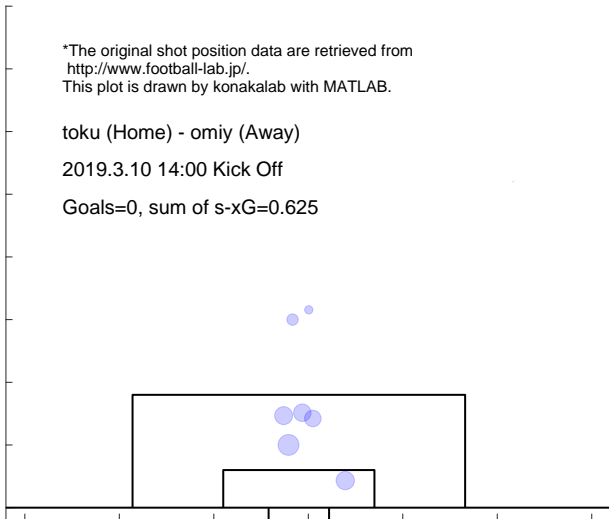 *The original shot position data are retrieved from
http://www.football-lab.jp/.
This plot is drawn by konakalab with MATLAB.
toku (Home) - omiy (Away)
2019.3.10 14:00 Kick Off
Goals=0, sum of s-xG=0.625